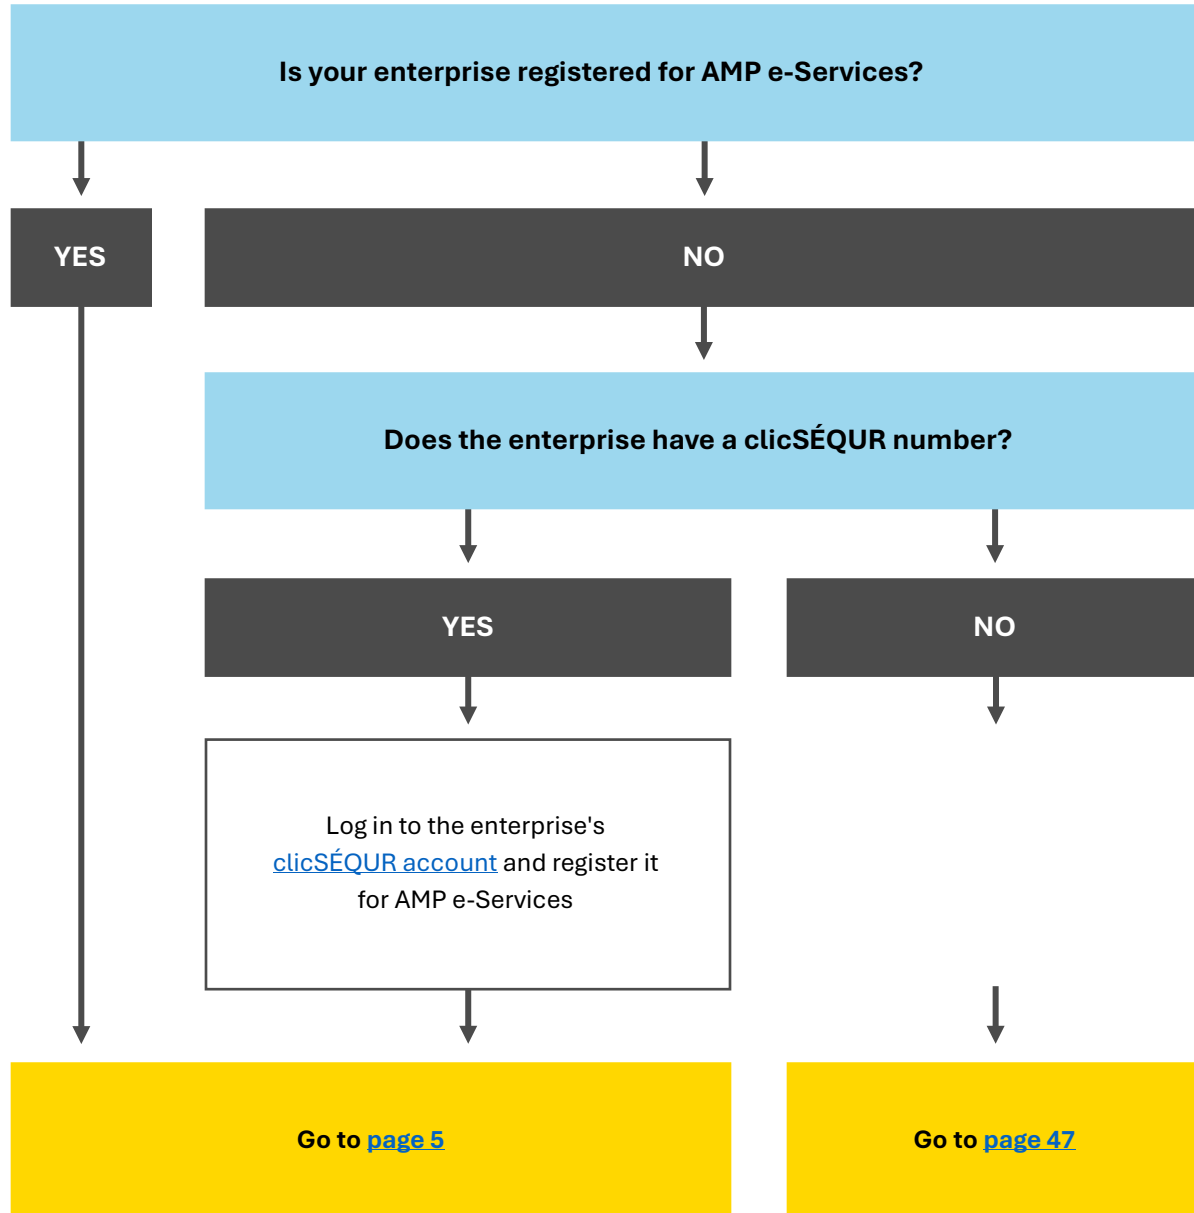 Is your enterprise registered for AMP e-Services?
YES
NO
Does the enterprise have a clicSÉQUR number?
YES
NO
Log in to the enterprise's
clicSÉQUR account and register it
for AMP e-Services
Go to page 5
Go to page 47